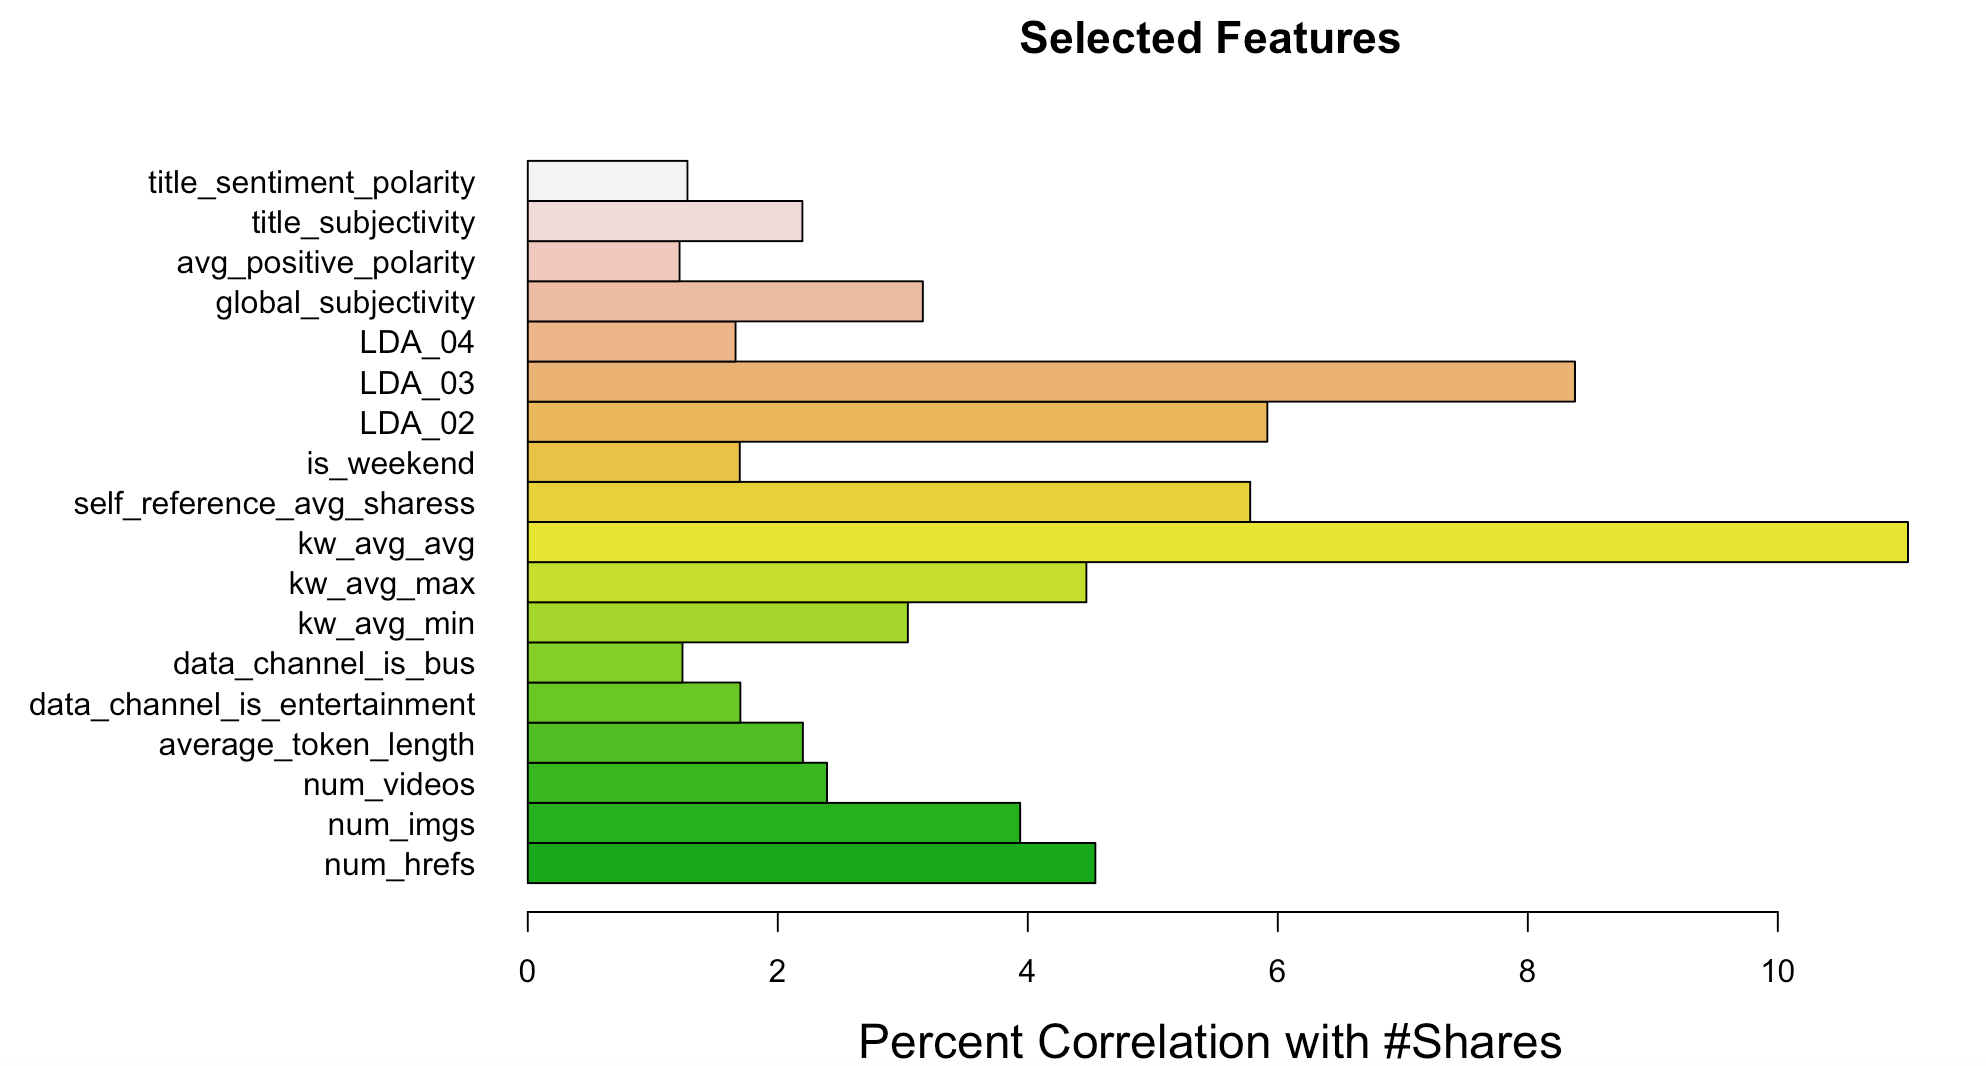 Selected Features
title_sentiment_polarity
title_subjectivity
avg_positive_polarity
global_subjectivity
LDA_04
LDA_03
LDA_02
is_weekend
self_reference_avg_sharess
kw_avg_avg
kw_avg_max
kw_avg_min
data_channel_is_bus
data_channel_is_entertainment
average_token_length
num_videos
num_imgs
num_hrefs
0 2 4 6 8 10
Percent Correlation with #Shares